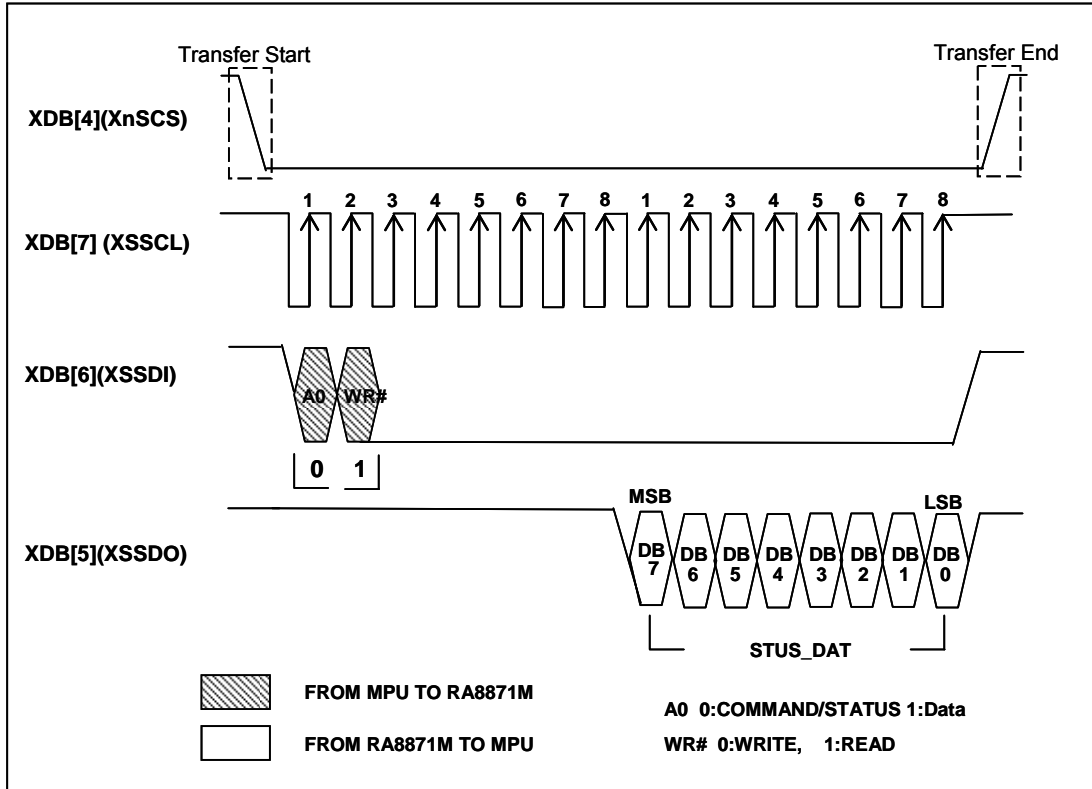 Transfer Start
Transfer End
XDB[4](XnSCS)
1 2 3 4 5 6 7 8 1 2 3 4 5 6 7 8
XDB[7] (XSSCL)
XDB[6](XSSDI)
A0 WR#
0 1
MSB LSB
XDB[5](XSSDO)
DB 7 DB 6 DB 5 DB 4 DB 3 DB 2 DB 1 DB 0
STUS_DAT
FROM MPU TO RA8871M
A0 0:COMMAND/STATUS 1:Data
FROM RA8871M TO MPU
WR# 0:WRITE, 1:READ